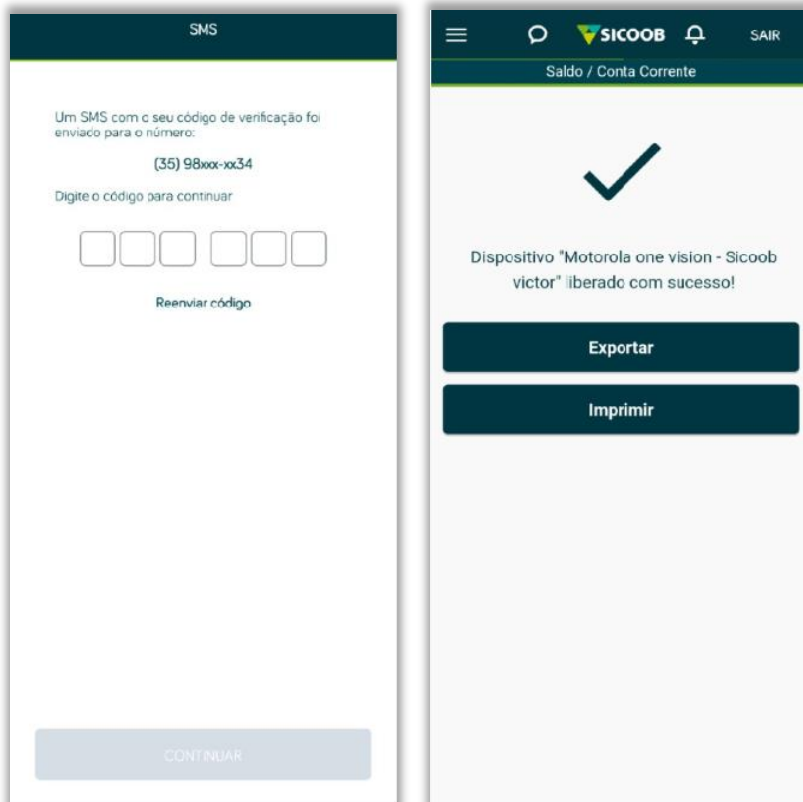 SMS
Um SMS com o seu código de verificação foi
enviado para o número:
(35) 98xxx-xx34
Digite o código para continuar
Reenviar código
CONTINUAR
SICOOB
SAIR
Saldo / Conta Corrente
Dispositivo "Motorola one vision - Sicoob
victor" liberado com sucesso!
Exportar
Imprimir